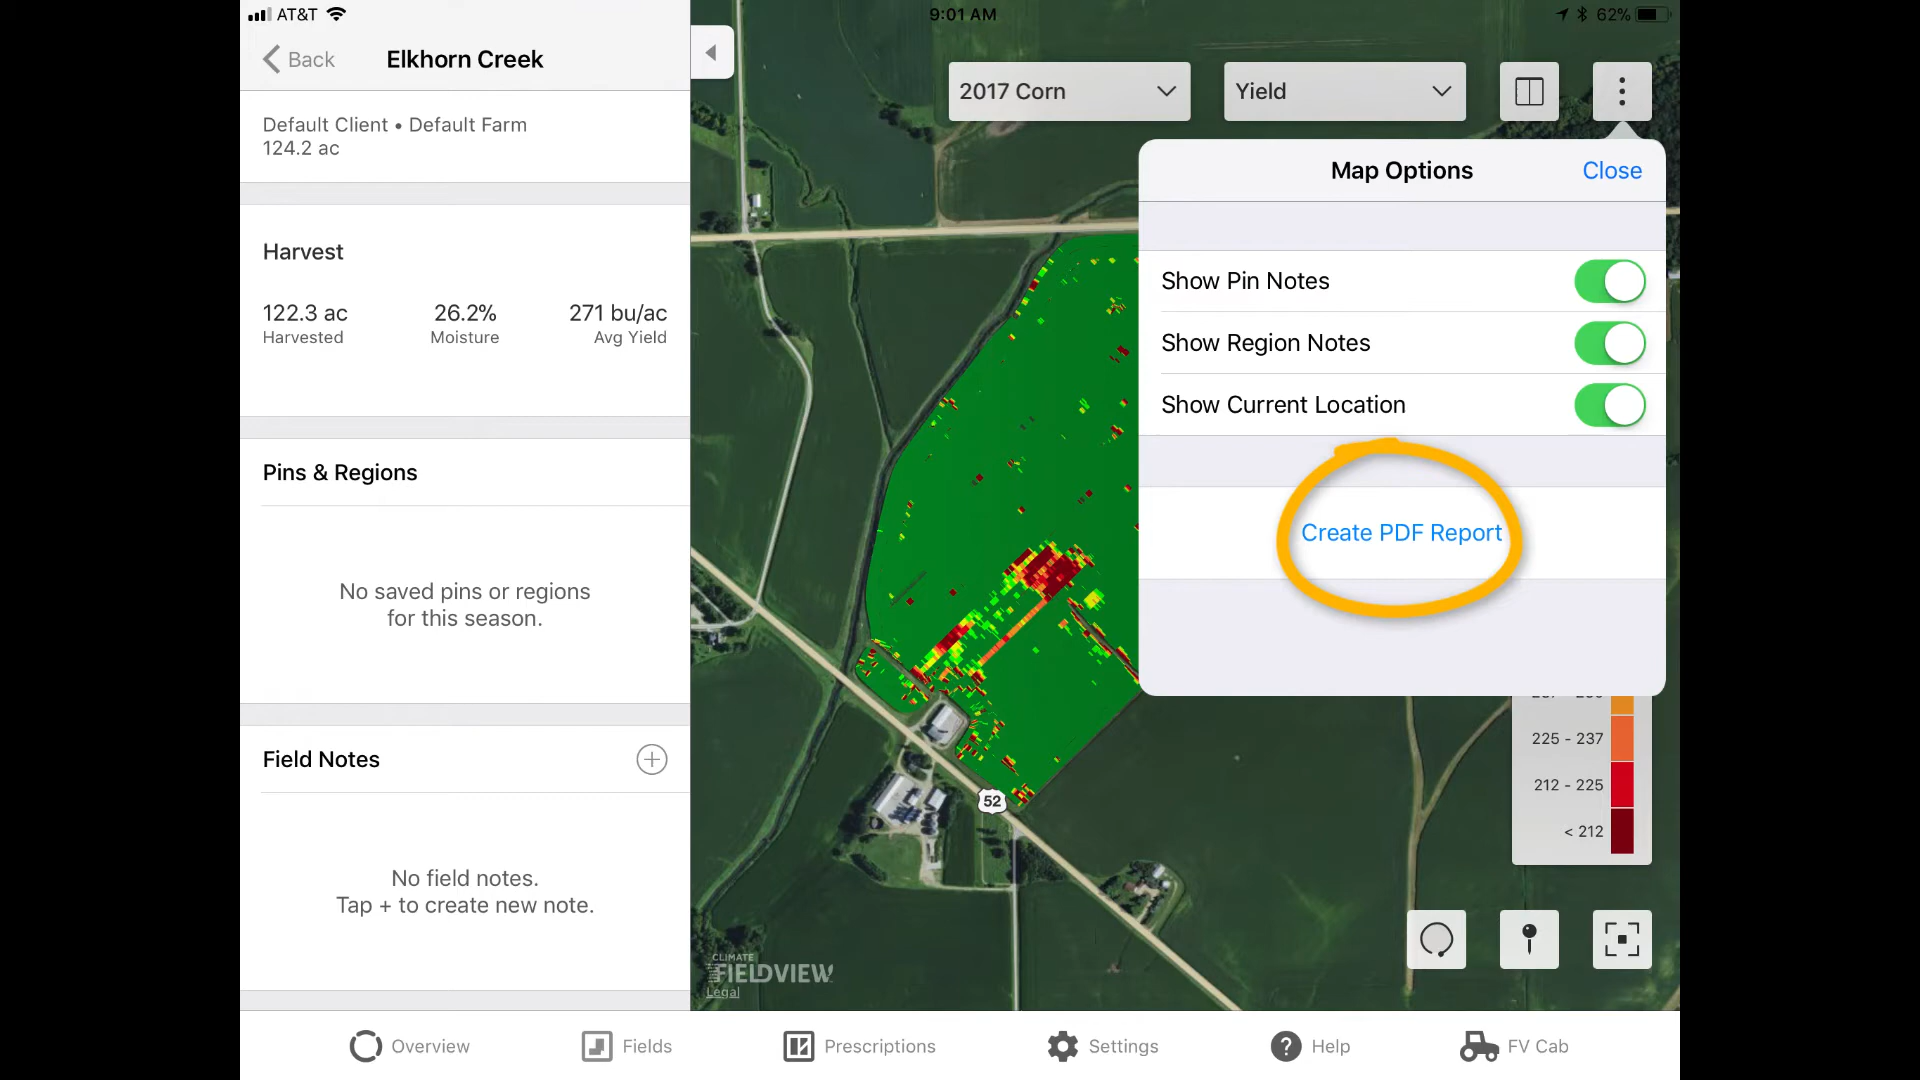 AT&T
9:01 AM
62%
Back
Elkhorn Creek
Default Client • Default Farm
124.2 ac
Harvest
122.3 ac
26.2%
271 bu/ac
Harvested
Moisture
Avg Yield
Pins & Regions
No saved pins or regions
for this season.
Field Notes
No field notes.
Tap + to create new note.
2017 Corn
Yield
Map Options
Close
Show Pin Notes
Show Region Notes
Show Current Location
Create PDF Report
225 - 237
212 - 225
< 212
52
CLIMATE
FIELDVIEW
Legal
Overview
Fields
Prescriptions
Settings
Help
FV Cab